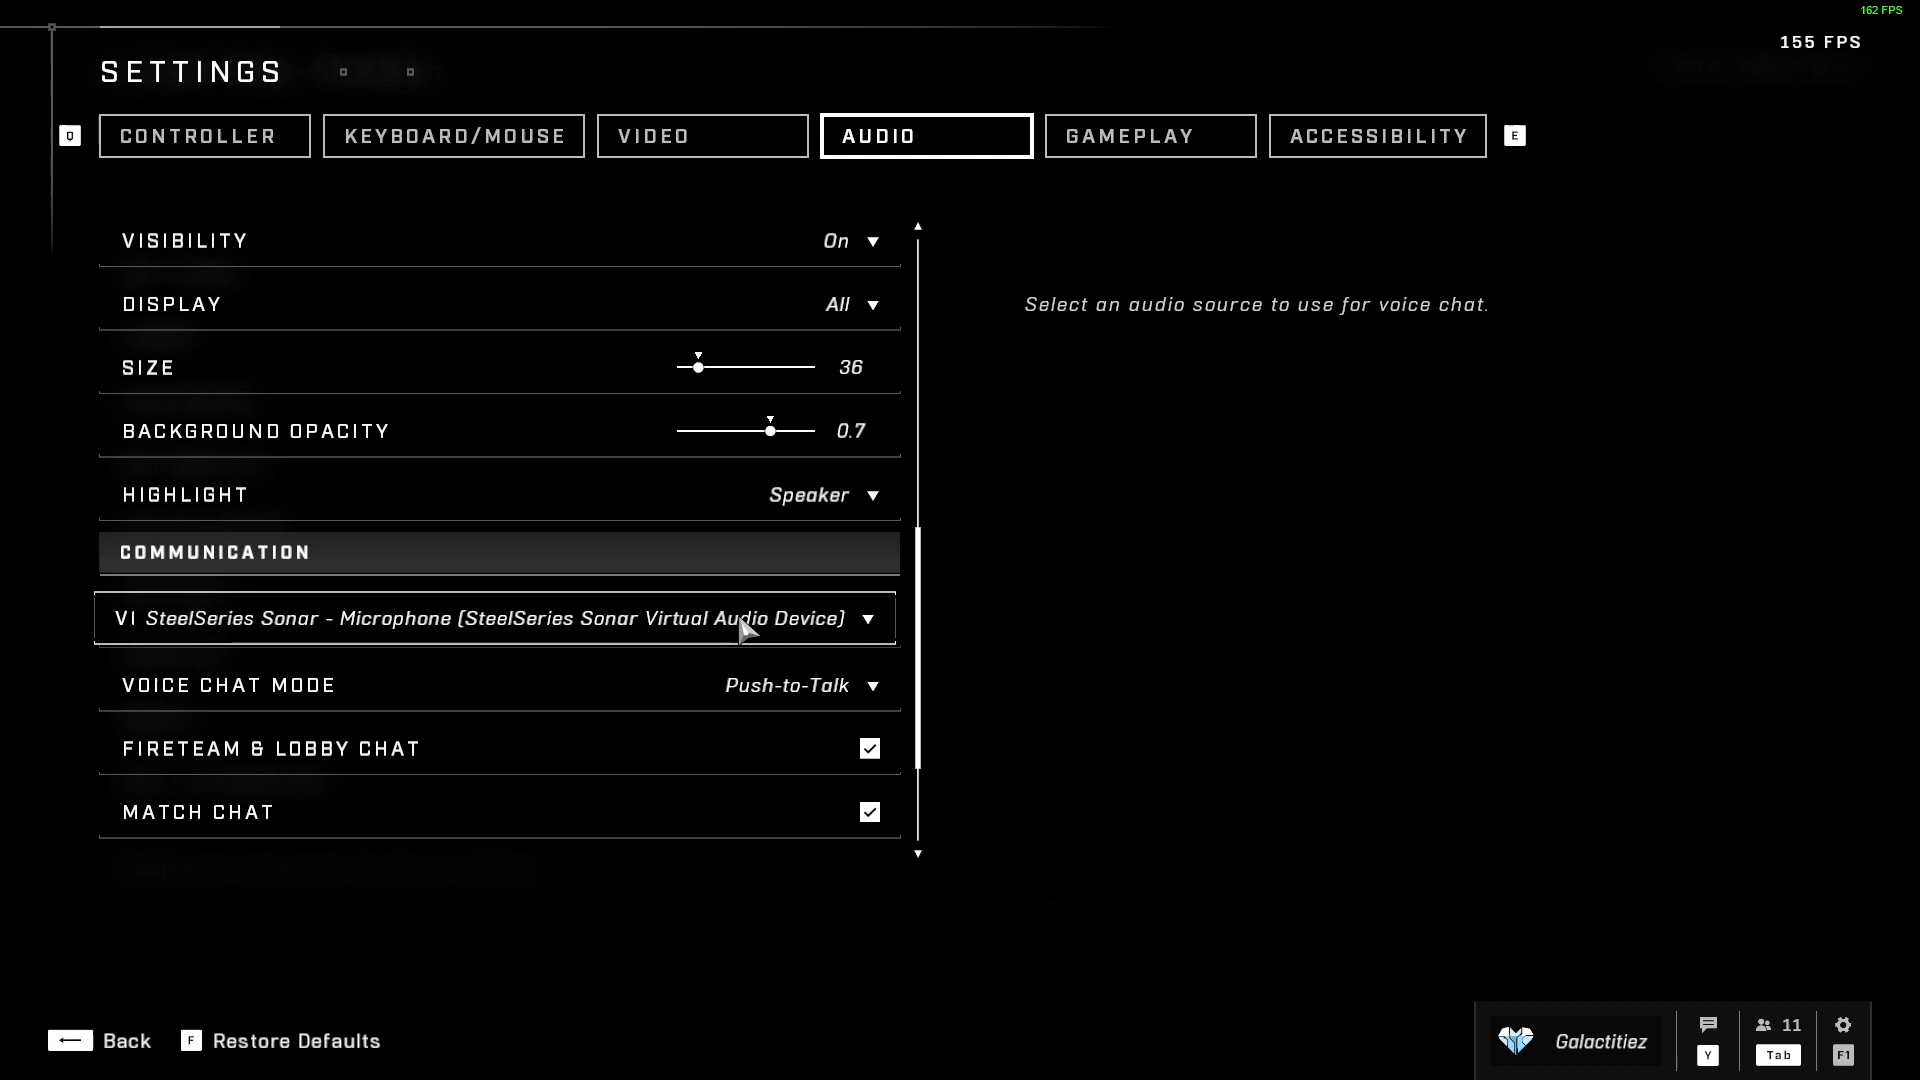 162 FPS
155 FPS
SETTINGS
Q CONTROLLER KEYBOARD/MOUSE VIDEO AUDIO GAMEPLAY ACCESSIBILITY E
VISIBILITY On
DISPLAY All
Select an audio source to use for voice chat.
SIZE 36
BACKGROUND OPACITY 0.7
HIGHLIGHT Speaker
COMMUNICATION
SteelSeries Sonar - Microphone (SteelSeries Sonar Virtual Audio Device)
VOICE CHAT MODE Push-to-Talk
FIRETEAM & LOBBY CHAT
MATCH CHAT
Back F Restore Defaults
Galactitiez
11
Y Tab F1